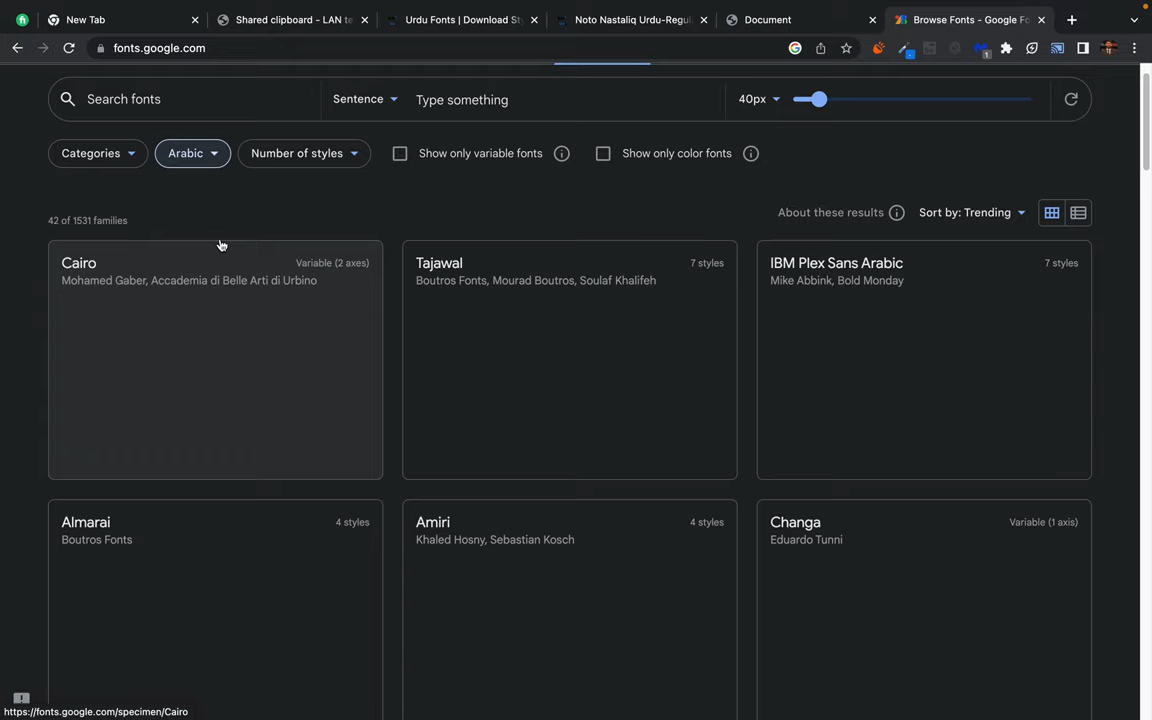 New Tab
Shared clipboard - LAN te
Urdu Fonts | Download St
Noto Nastaliq Urdu-Regu
Document
Browse Fonts - Google Fo
fonts.google.com
1
Search fonts
Sentence
Type something
40px
Categories
Arabic
Number of styles
Show only variable fonts
Show only color fonts
42 of 1531 families
About these results
Sort by: Trending
Cairo
Variable (2 axes)
Mohamed Gaber, Accademia di Belle Arti di Urbino
Tajawal
7 styles
Boutros Fonts, Mourad Boutros, Soulaf Khalifeh
IBM Plex Sans Arabic
7 styles
Mike Abbink, Bold Monday
Almarai
4 styles
Boutros Fonts
Amiri
4 styles
Khaled Hosny, Sebastian Kosch
Changa
Variable (1 axis)
Eduardo Tunni
https://fonts.google.com/specimen/Cairo